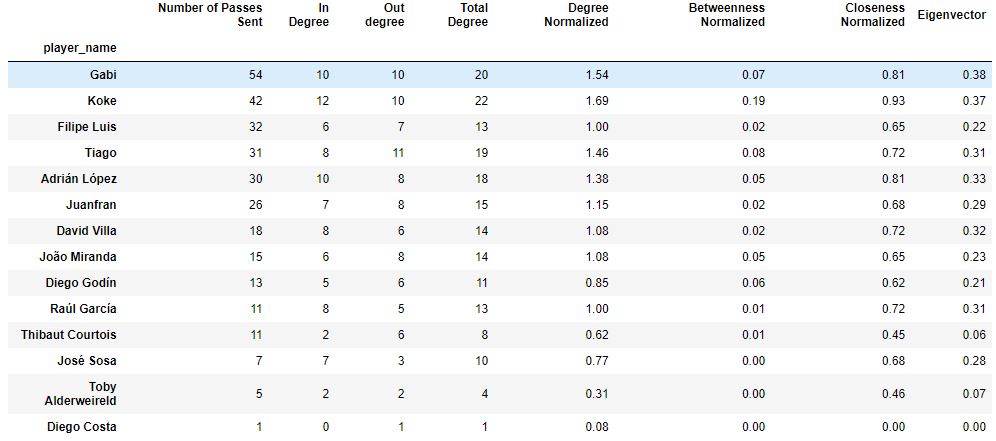 Number of Passes Sent In Degree Out degree Total Degree Degree Normalized Betweenness Normalized Closeness Normalized Eigenvector
player_name
Gabi 54 10 10 20 1.54 0.07 0.81 0.38
Koke 42 12 10 22 1.69 0.19 0.93 0.37
Filipe Luis 32 6 7 13 1.00 0.02 0.65 0.22
Tiago 31 8 11 19 1.46 0.08 0.72 0.31
Adrián López 30 10 8 18 1.38 0.05 0.81 0.33
Juanfran 26 7 8 15 1.15 0.02 0.68 0.29
David Villa 18 8 6 14 1.08 0.02 0.72 0.32
João Miranda 15 6 8 14 1.08 0.05 0.65 0.23
Diego Godín 13 5 6 11 0.85 0.06 0.62 0.21
Raúl García 11 8 5 13 1.00 0.01 0.72 0.31
Thibaut Courtois 11 2 6 8 0.62 0.01 0.45 0.06
José Sosa 7 7 3 10 0.77 0.00 0.68 0.28
Toby Alderweireld 5 2 2 4 0.31 0.00 0.46 0.07
Diego Costa 1 0 1 1 0.08 0.00 0.00 0.00